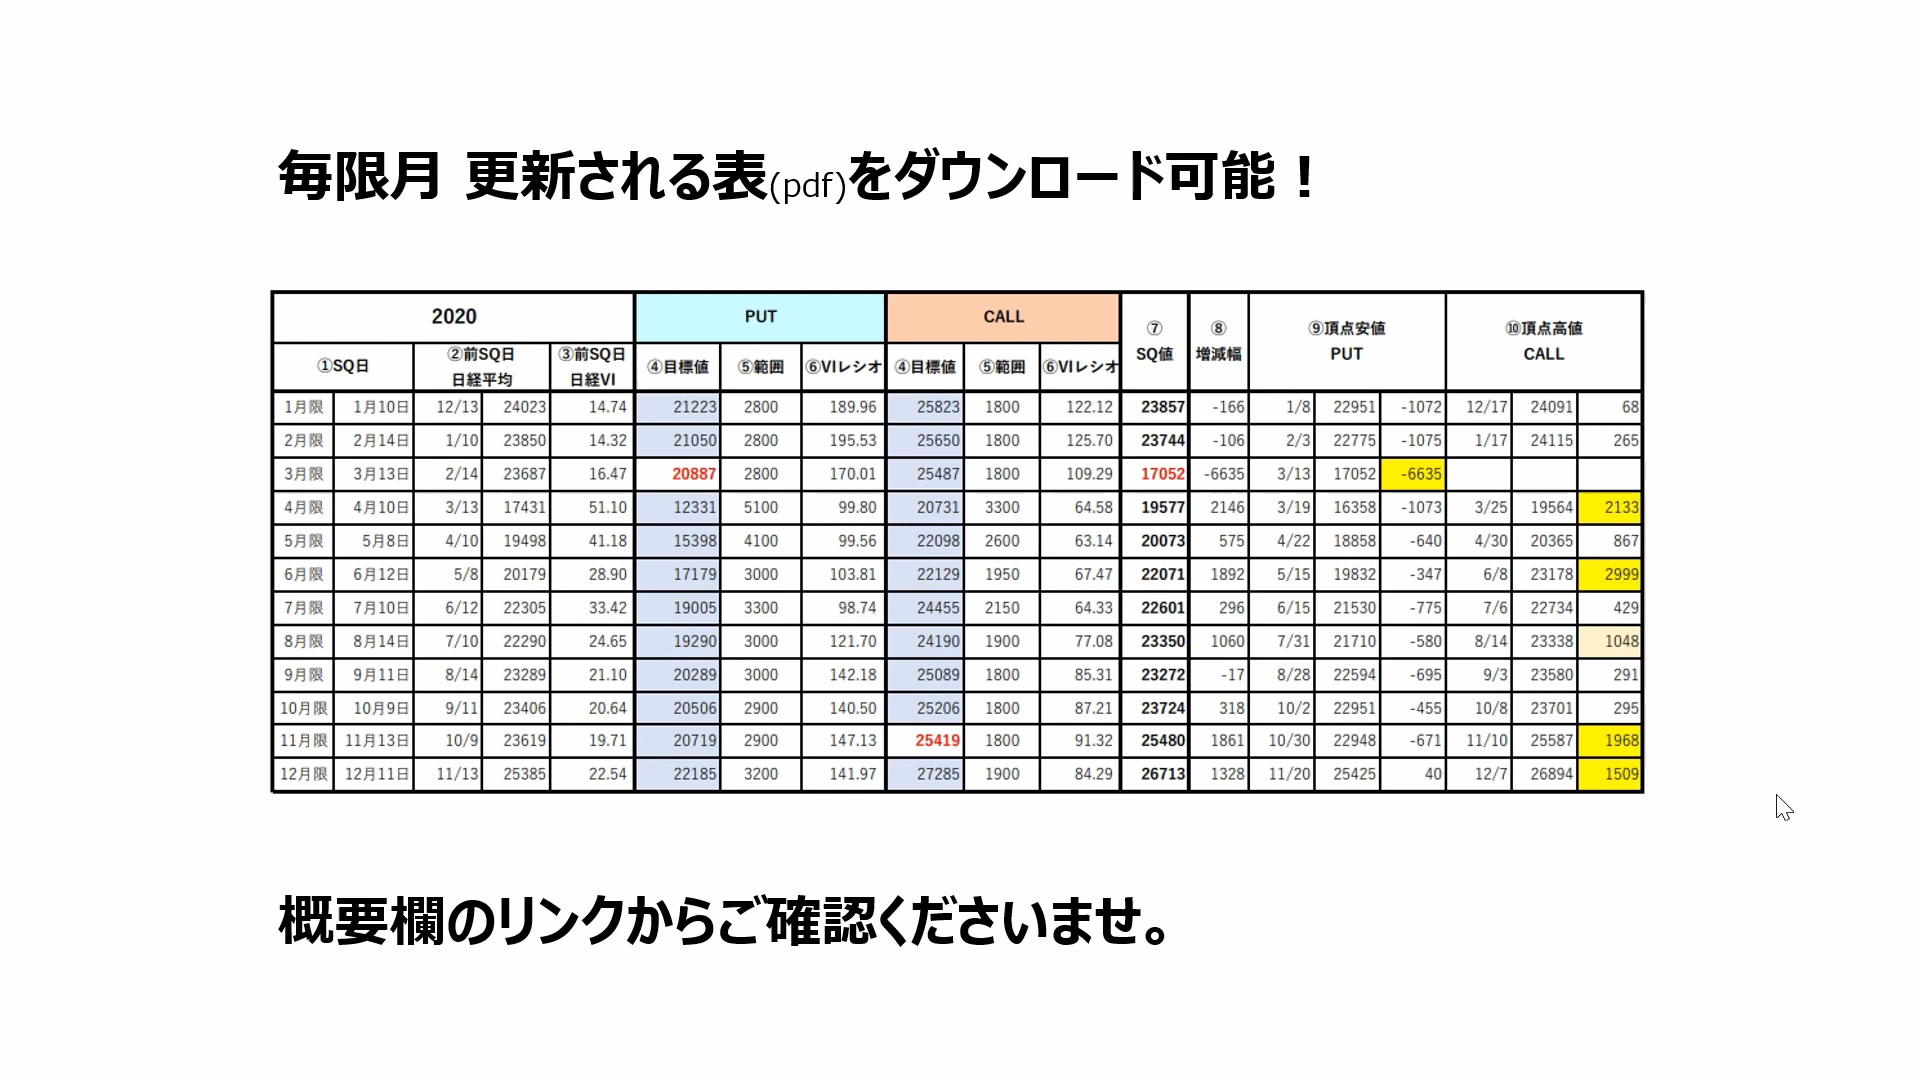 毎限月 更新される表(pdf)をダウンロード可能！
2020 PUT CALL ⑦SQ値 ⑧増減幅 ⑨頂点安値 PUT ⑩頂点高値 CALL
①SQ日 ②前SQ日 日経平均 ③前SQ日 日経VI ④目標値 ⑤範囲 ⑥VIレシオ ④目標値 ⑤範囲 ⑥VIレシオ
1月限 1月10日 12/13 24023 14.74 21223 2800 189.96 25823 1800 122.12 23857 -166 1/8 22951 -1072 12/17 24091 68
2月限 2月14日 1/10 23850 14.32 21050 2800 195.53 25650 1800 125.70 23744 -106 2/3 22775 -1075 1/17 24115 265
3月限 3月13日 2/14 23687 16.47 20887 2800 170.01 25487 1800 109.29 17052 -6635 3/13 17052 -6635
4月限 4月10日 3/13 17431 51.10 12331 5100 99.80 20731 3300 64.58 19577 2146 3/19 16358 -1073 3/25 19564 2133
5月限 5月8日 4/10 19498 41.18 15398 4100 99.56 22098 2600 63.14 20073 575 4/22 18858 -640 4/30 20365 867
6月限 6月12日 5/8 20179 28.90 17179 3000 103.81 22129 1950 67.47 22071 1892 5/15 19832 -347 6/8 23178 2999
7月限 7月10日 6/12 22305 33.42 19005 3300 98.74 24455 2150 64.33 22601 296 6/15 21530 -775 7/6 22734 429
8月限 8月14日 7/10 22290 24.65 19290 3000 121.70 24190 1900 77.08 23350 1060 7/31 21710 -580 8/14 23338 1048
9月限 9月11日 8/14 23289 21.10 20289 3000 142.18 25089 1800 85.31 23272 -17 8/28 22594 -695 9/3 23580 291
10月限 10月9日 9/11 23406 20.64 20506 2900 140.50 25206 1800 87.21 23724 318 10/2 22951 -455 10/8 23701 295
11月限 11月13日 10/9 23619 19.71 20719 2900 147.13 25419 1800 91.32 25480 1861 10/30 22948 -671 11/10 25587 1968
12月限 12月11日 11/13 25385 22.54 22185 3200 141.97 27285 1900 84.29 26713 1328 11/20 25425 40 12/7 26894 1509
概要欄のリンクからご確認くださいませ。